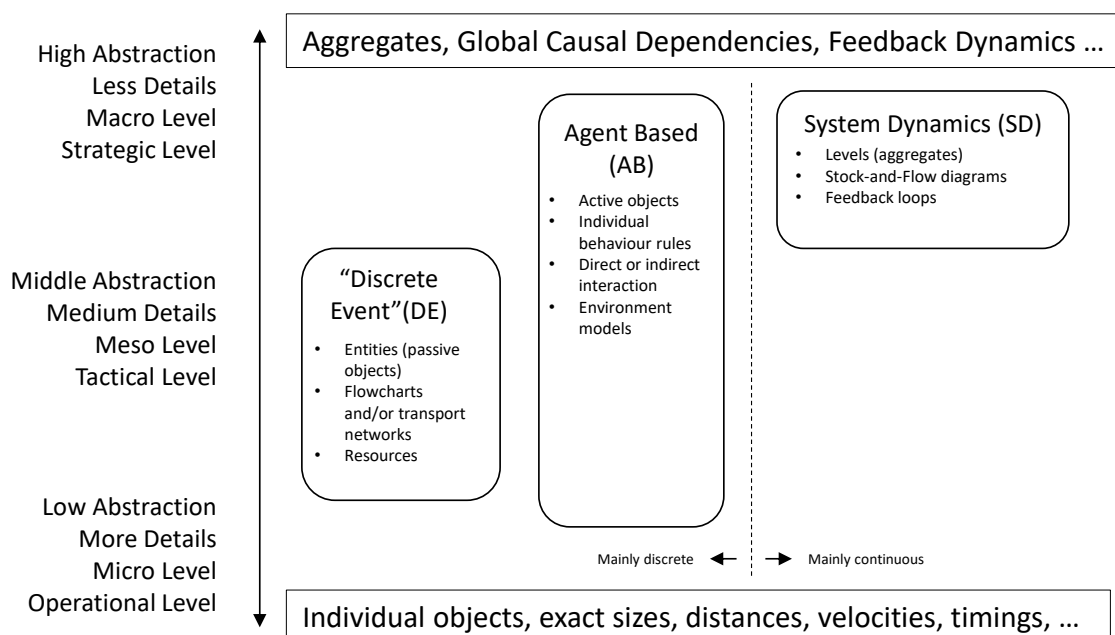 Aggregates, Global Causal Dependencies, Feedback Dynamics …
High Abstraction
Less Details
Macro Level
Strategic Level
Middle Abstraction
Medium Details
Meso Level
Tactical Level
Low Abstraction
More Details
Micro Level
Operational Level
“Discrete
Event”(DE)
• Entities (passive
objects)
• Flowcharts
and/or transport
networks
• Resources
Agent Based
(AB)
• Active objects
• Individual
behaviour rules
• Direct or indirect
interaction
• Environment
models
System Dynamics (SD)
• Levels (aggregates)
• Stock-and-Flow diagrams
• Feedback loops
Mainly discrete
Mainly continuous
Individual objects, exact sizes, distances, velocities, timings, …